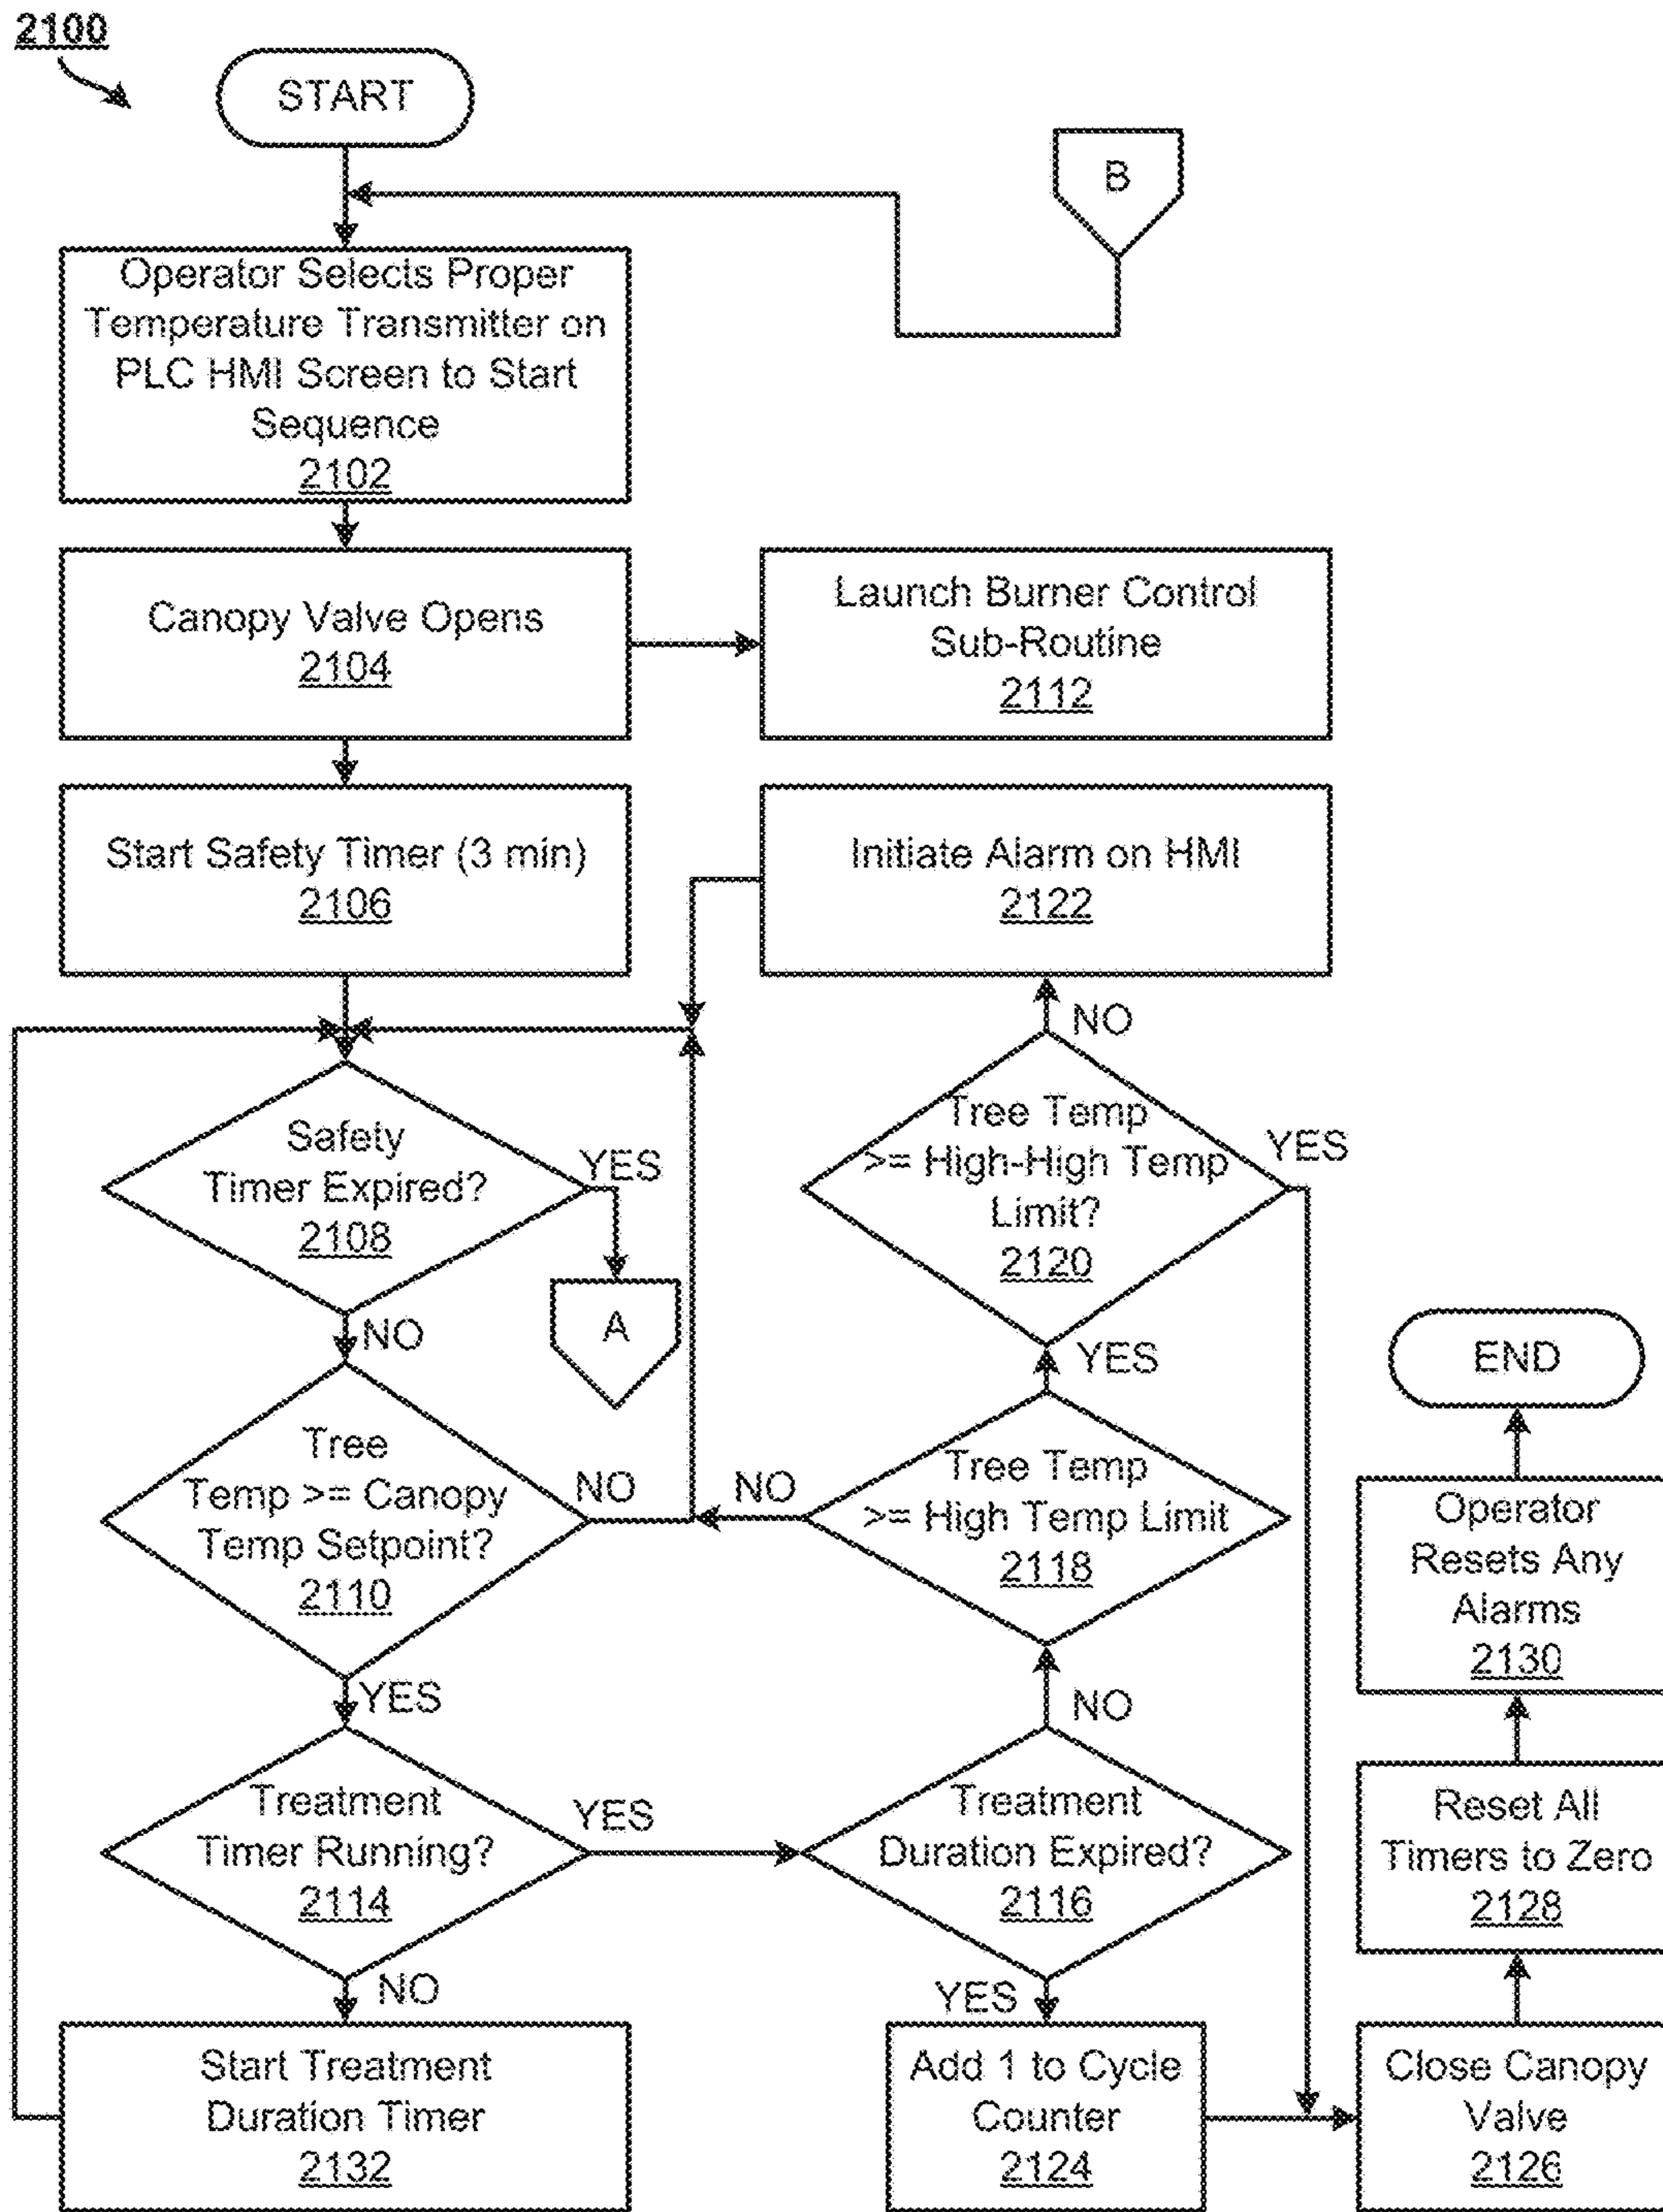 2100
START
B
Operator Selects Proper
Temperature Transmitter on
PLC HMI Screen to Start
Sequence
2102
Canopy Valve Opens
2104
Launch Burner Control
Sub-Routine
2112
Start Safety Timer (3 min)
2106
Initiate Alarm on HMI
2122
NO
Safety
Timer Expired?
2108
YES
Tree Temp
>= High-High Temp
Limit?
2120
YES
NO
A
YES
END
Tree
Temp >= Canopy
Temp Setpoint?
2110
NO
NO
Tree Temp
>= High Temp Limit
2118
Operator
Resets Any
Alarms
2130
YES
NO
Treatment
Timer Running?
2114
YES
Treatment
Duration Expired?
2116
Reset All
Timers to Zero
2128
NO
YES
Start Treatment
Duration Timer
2132
Add 1 to Cycle
Counter
2124
Close Canopy
Valve
2126